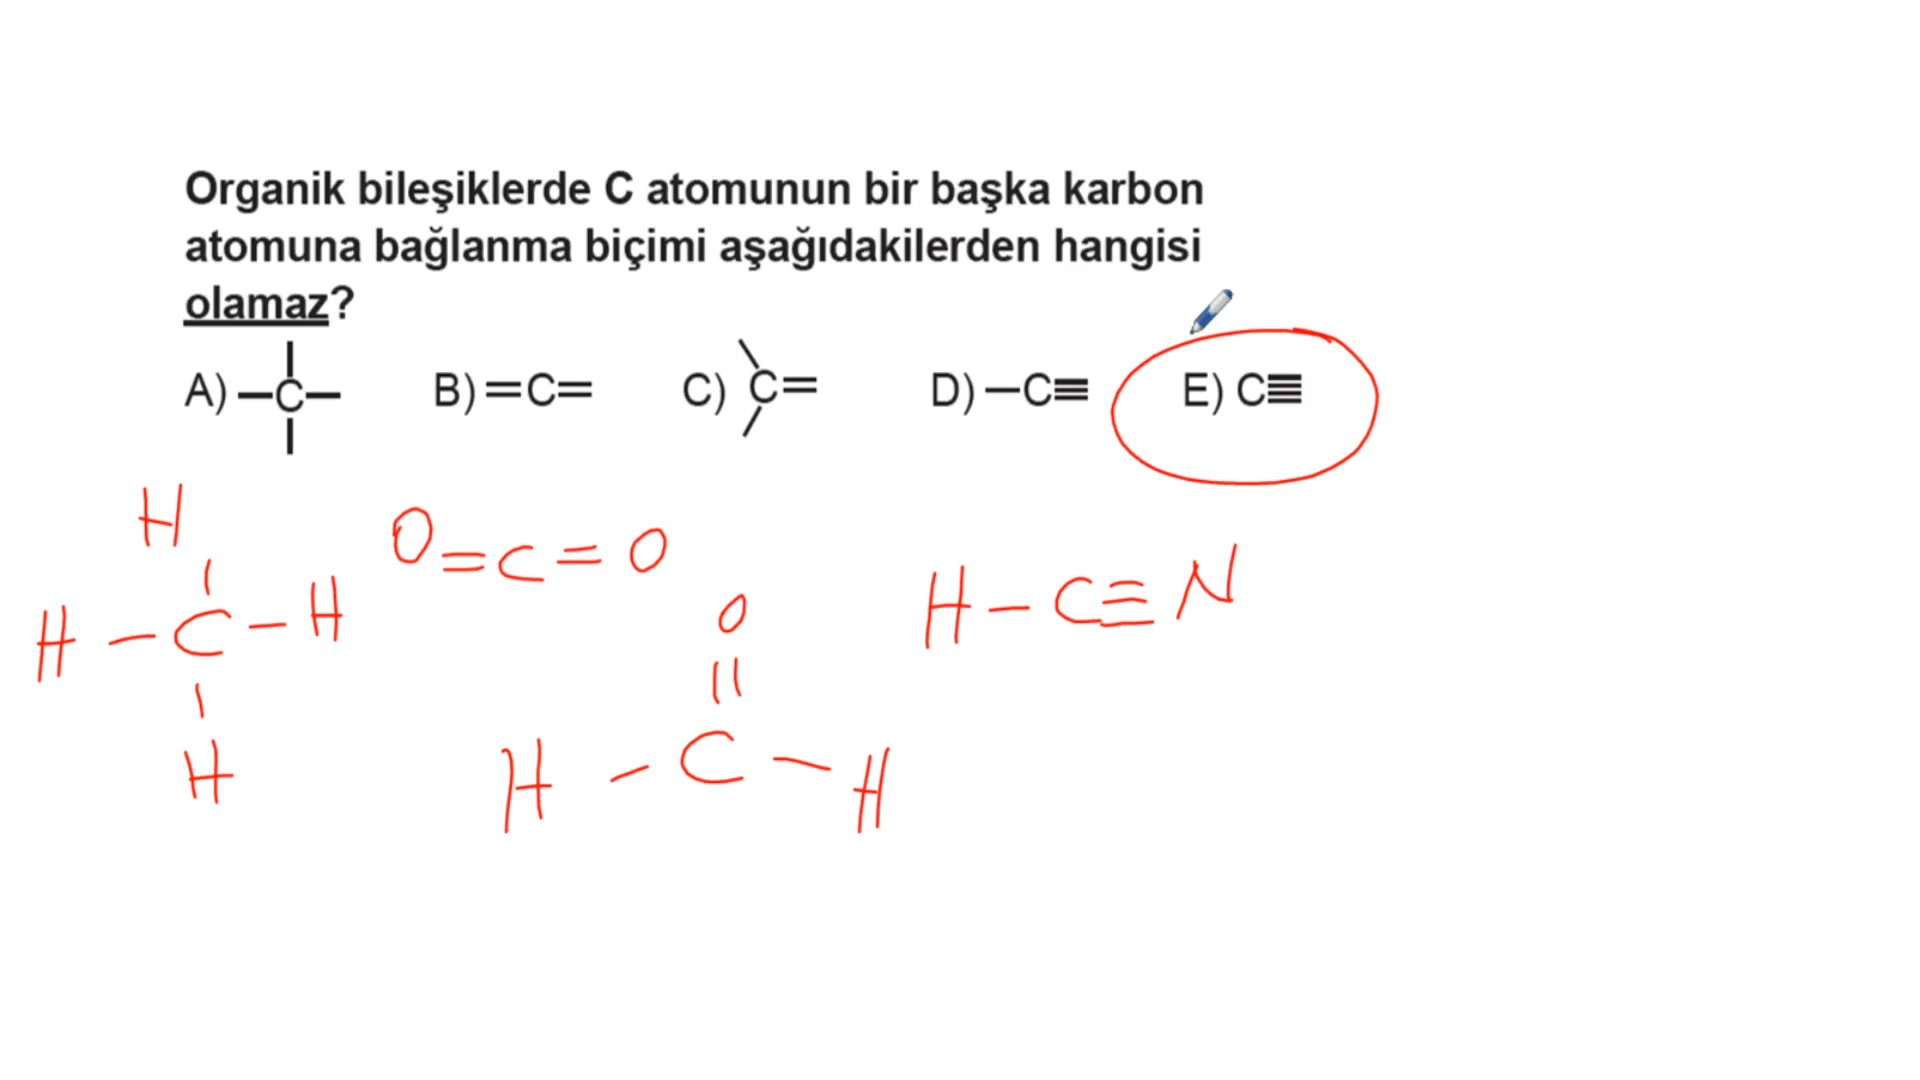 Organik bileşiklerde C atomunun bir başka karbon
atomuna bağlanma biçimi aşağıdakilerden hangisi
olamaz?
A) –C– B) =C= C) C= D) –C≡ E) C≣
H
O=C=O
H–C–H
H–C≡N
O
H
H–C–H